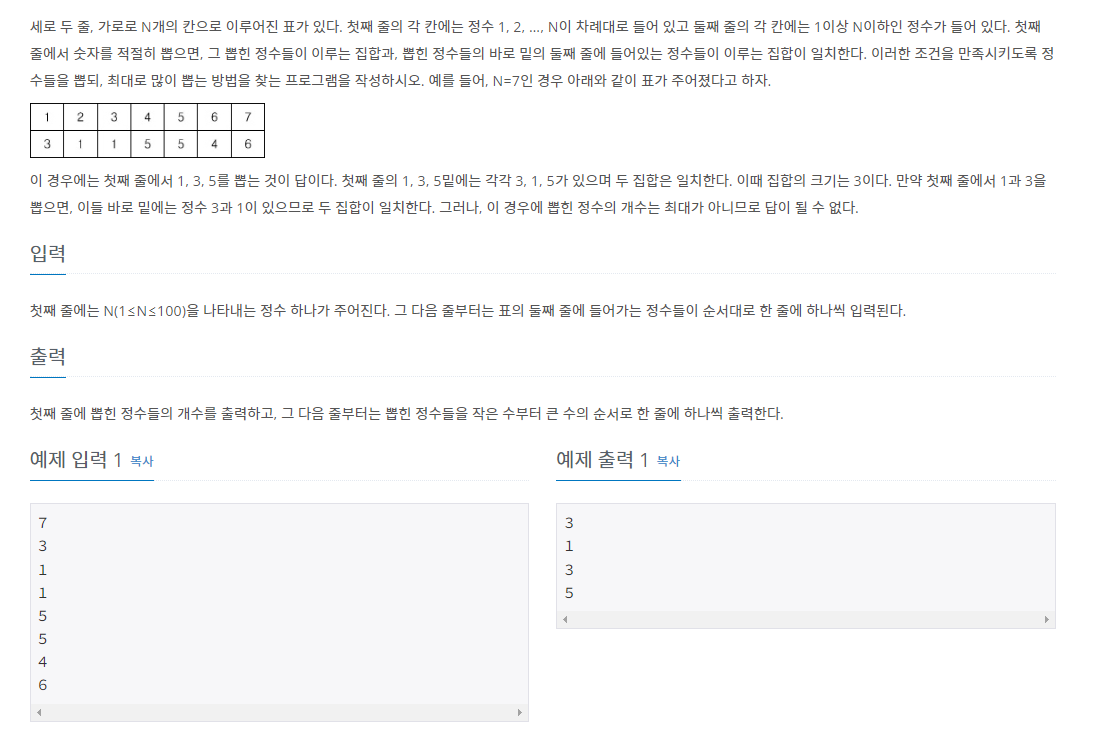 세로 두 줄, 가로로 N개의 칸으로 이루어진 표가 있다. 첫째 줄의 각 칸에는 정수 1, 2, …, N이 차례대로 들어 있고 둘째 줄의 각 칸에는 1이상 N이하인 정수가 들어 있다. 첫째
줄에서 숫자를 적절히 뽑으면, 그 뽑힌 정수들이 이루는 집합과, 뽑힌 정수들의 바로 밑의 둘째 줄에 들어있는 정수들이 이루는 집합이 일치한다. 이러한 조건을 만족시키도록 정
수들을 뽑되, 최대로 많이 뽑는 방법을 찾는 프로그램을 작성하시오. 예를 들어, N=7인 경우 아래와 같이 표가 주어졌다고 하자.
1 2 3 4 5 6 7
3 1 1 5 5 4 6
이 경우에는 첫째 줄에서 1, 3, 5를 뽑는 것이 답이다. 첫째 줄의 1, 3, 5밑에는 각각 3, 1, 5가 있으며 두 집합은 일치한다. 이때 집합의 크기는 3이다. 만약 첫째 줄에서 1과 3을
뽑으면, 이들 바로 밑에는 정수 3과 1이 있으므로 두 집합이 일치한다. 그러나, 이 경우에 뽑힌 정수의 개수는 최대가 아니므로 답이 될 수 없다.
입력
첫째 줄에는 N(1≤N≤100)을 나타내는 정수 하나가 주어진다. 그 다음 줄부터는 표의 둘째 줄에 들어가는 정수들이 순서대로 한 줄에 하나씩 입력된다.
출력
첫째 줄에 뽑힌 정수들의 개수를 출력하고, 그 다음 줄부터는 뽑힌 정수들을 작은 수부터 큰 수의 순서로 한 줄에 하나씩 출력한다.
예제 입력 1 복사
7
3
1
1
5
5
4
6
예제 출력 1 복사
3
1
3
5